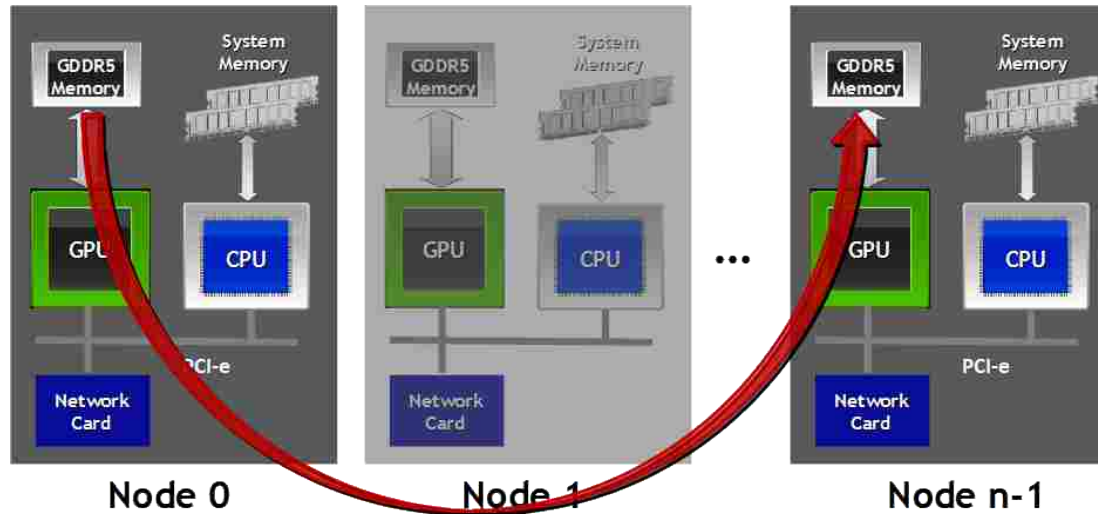 GDDR5
Memory
System
Memory
GPU
CPU
PCI-e
Network
Card
Node 0
GDDR5
Memory
System
Memory
GPU
CPU
Network
Card
Node 1
...
GDDR5
Memory
System
Memory
GPU
CPU
PCI-e
Network
Card
Node n-1